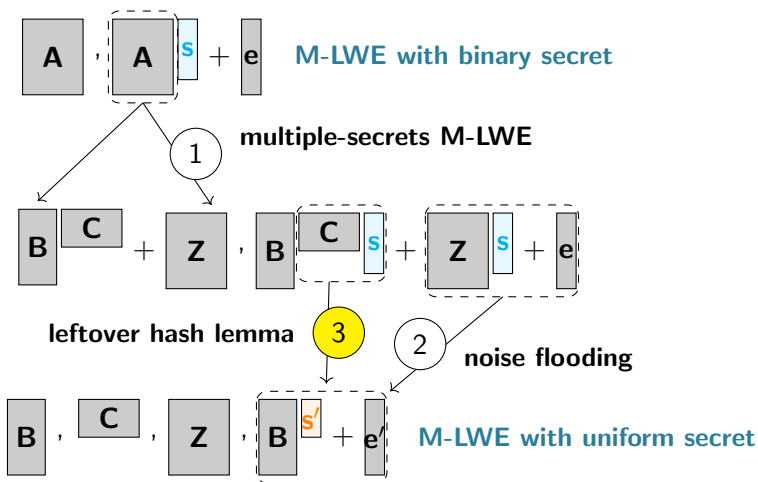 A , A s + e M-LWE with binary secret
1 multiple-secrets M-LWE
B C + Z , B C s + Z s + e
leftover hash lemma 3 2 noise flooding
B , C , Z , B s′ + e′ M-LWE with uniform secret